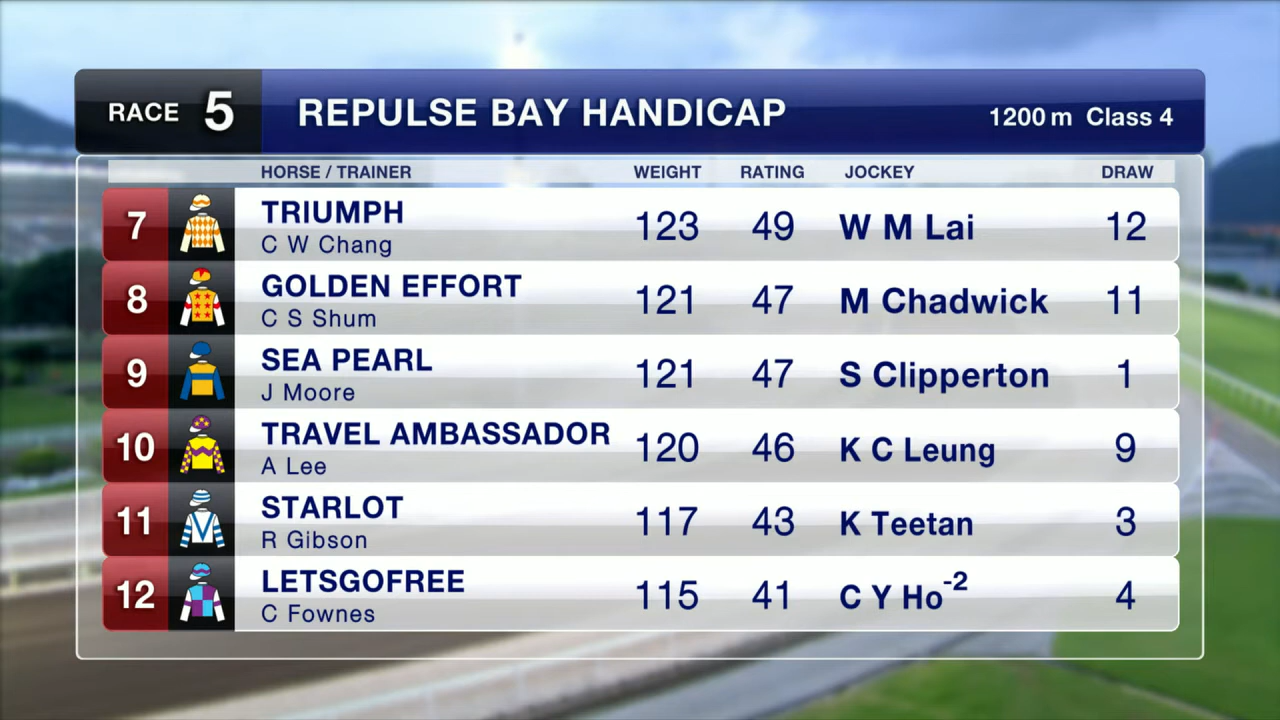 RACE 5 REPULSE BAY HANDICAP 1200 m Class 4
HORSE / TRAINER WEIGHT RATING JOCKEY DRAW
7 TRIUMPH 123 49 W M Lai 12
C W Chang
8 GOLDEN EFFORT 121 47 M Chadwick 11
C S Shum
9 SEA PEARL 121 47 S Clipperton 1
J Moore
10 TRAVEL AMBASSADOR 120 46 K C Leung 9
A Lee
11 STARLOT 117 43 K Teetan 3
R Gibson
12 LETSGOFREE 115 41 C Y Ho-2 4
C Fownes